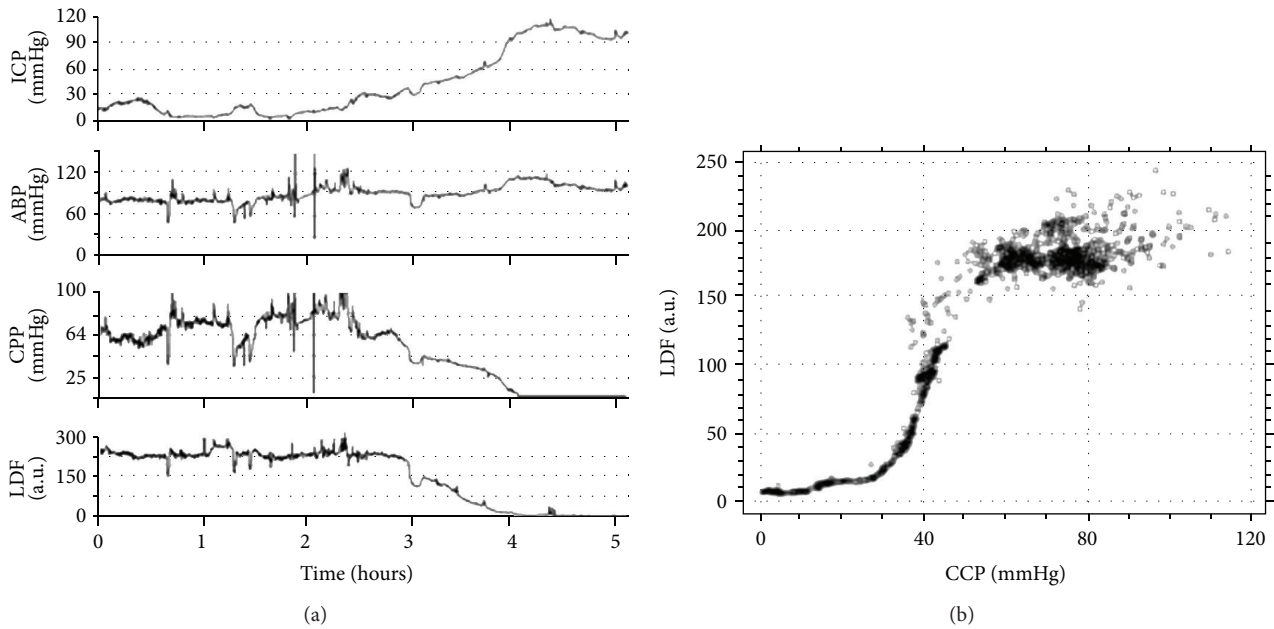 ICP
(mmHg)
120
90
60
30
0
ABP
(mmHg)
120
60
0
CPP
(mmHg)
100
64
25
LDF
(a.u.)
300
150
0
0 1 2 3 4 5
Time (hours)
(a)
LDF (a.u.)
250
200
150
100
50
0
0 40 80 120
CCP (mmHg)
(b)